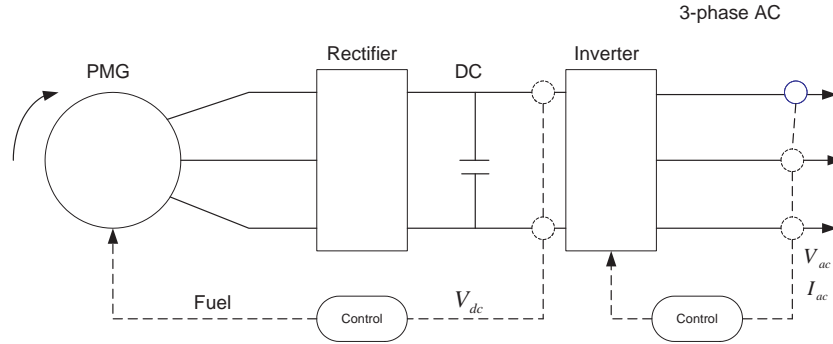 3-phase AC
Rectifier
Inverter
PMG
DC
V_ac
I_ac
Fuel
V_dc
Control
Control